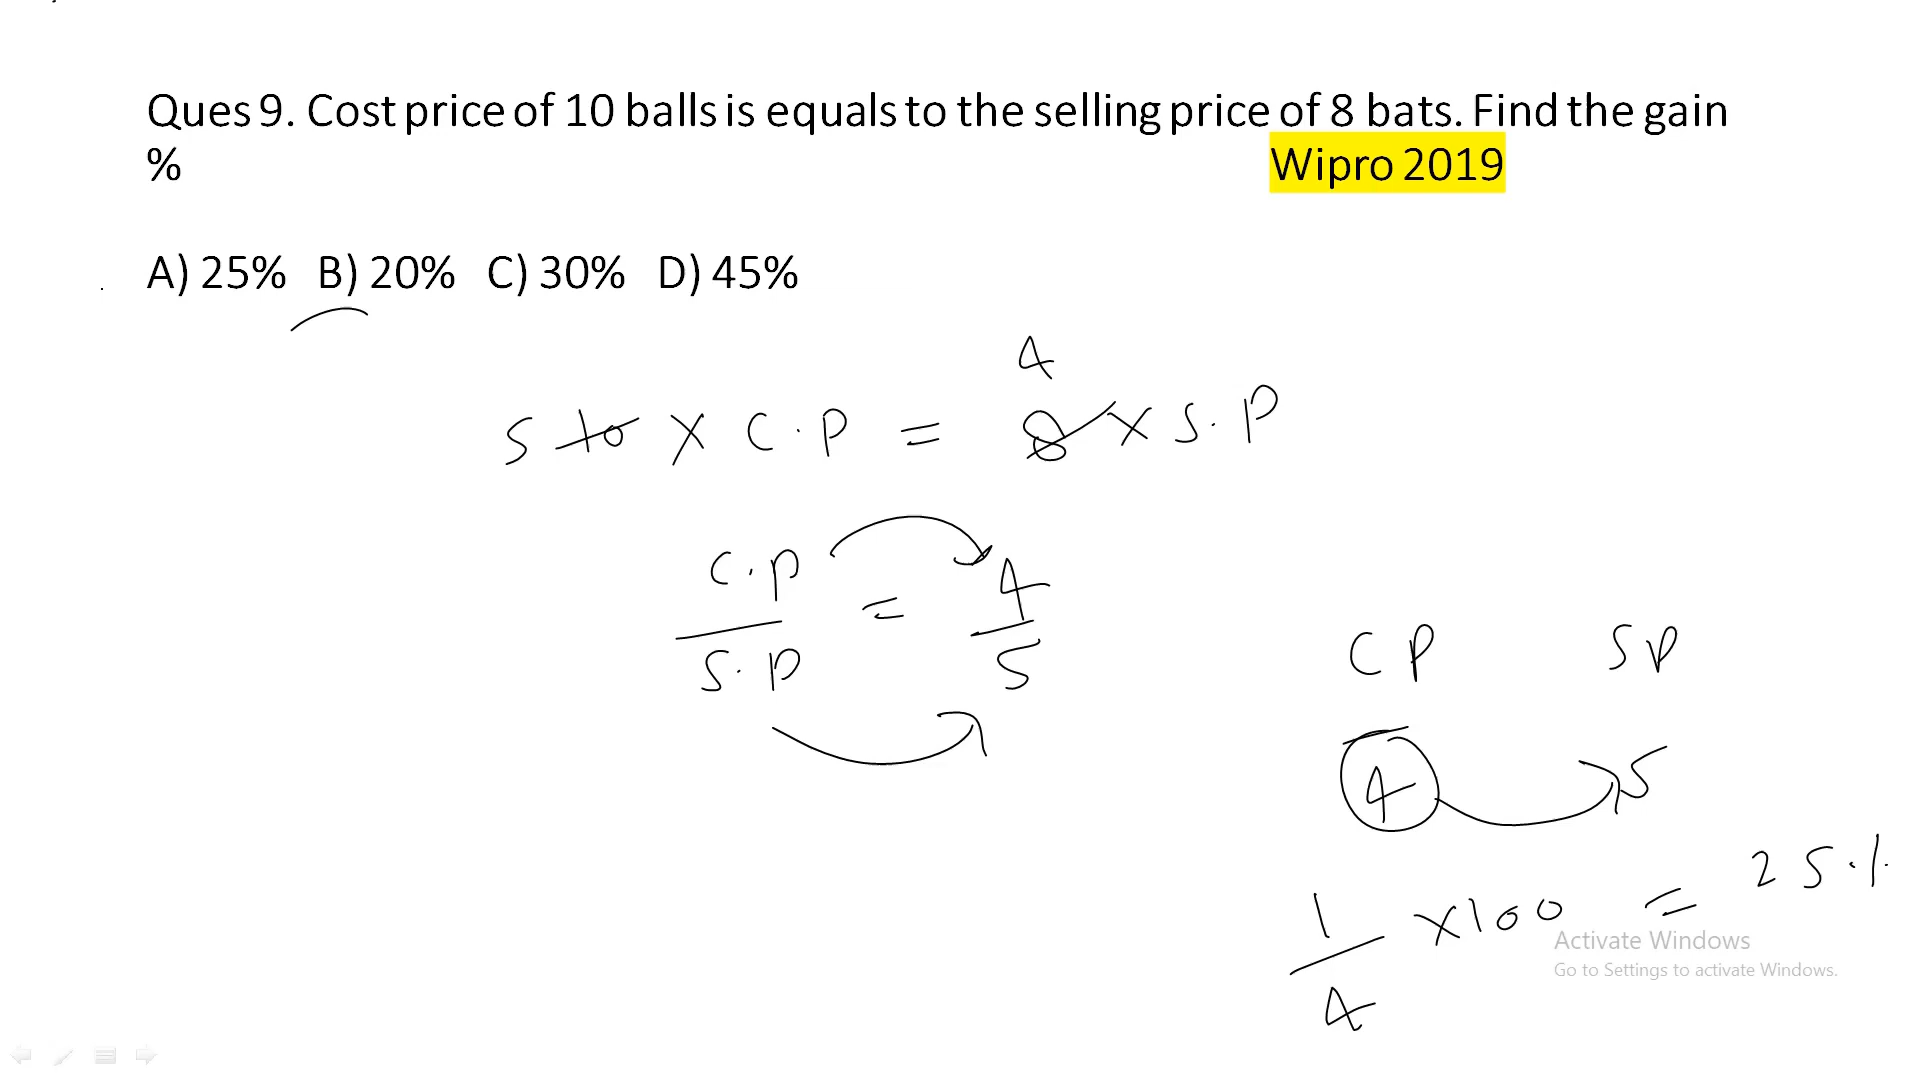 Ques 9. Cost price of 10 balls is equals to the selling price of 8 bats. Find the gain
% Wipro 2019
A) 25% B) 20% C) 30% D) 45%
4
5 10 X C.P = 8 X S.P
C.P
S.P
=
4
5
CP SP
4 5
1
4
X100 = 25%
Activate Windows
Go to Settings to activate Windows.